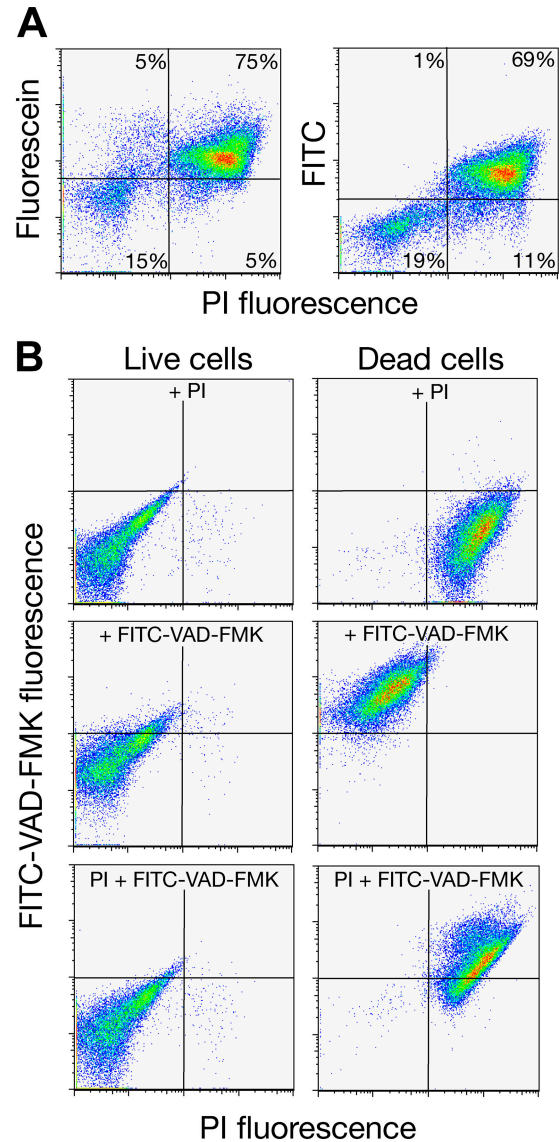 A
5% 75%
15% 5%
Fluorescein
1% 69%
19% 11%
FITC
PI fluorescence
B
Live cells Dead cells
+ PI + PI
+ FITC-VAD-FMK + FITC-VAD-FMK
PI + FITC-VAD-FMK PI + FITC-VAD-FMK
FITC-VAD-FMK fluorescence
PI fluorescence